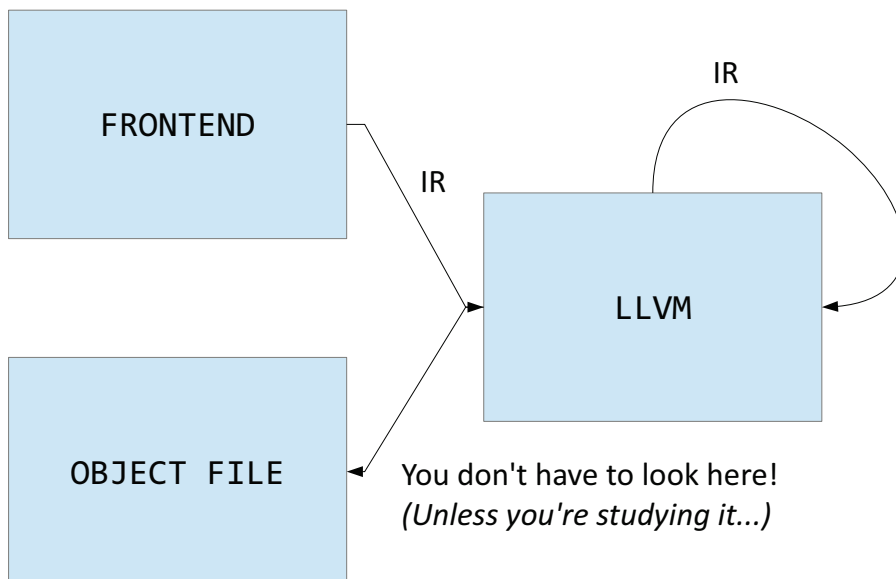 FRONTEND
IR
IR
LLVM
OBJECT FILE
You don't have to look here!
(Unless you're studying it...)